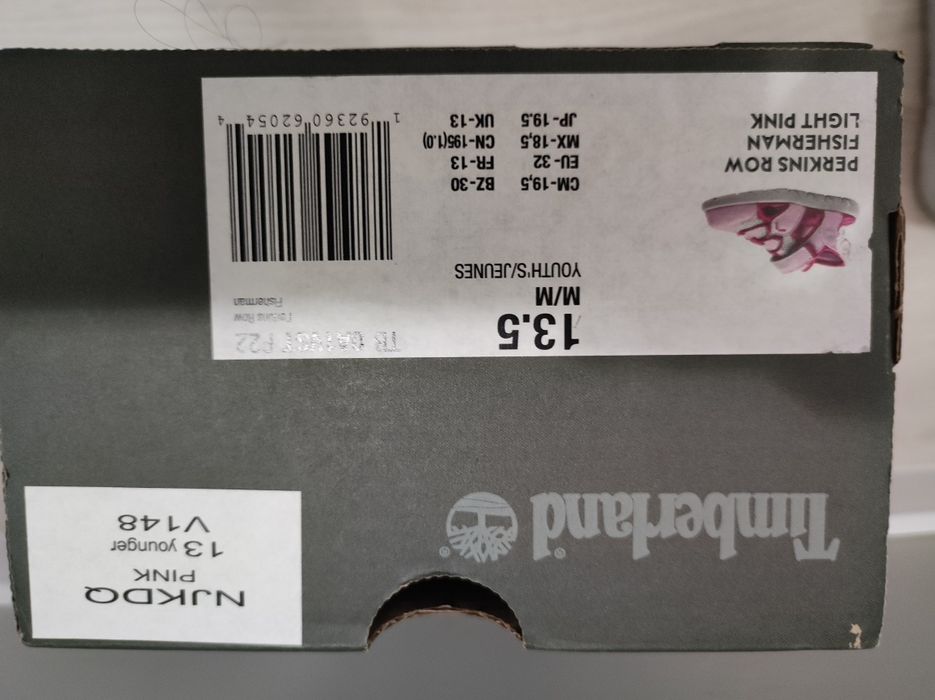 Timberland
®
®
NJKDQ
PINK
13 younger
V148
13.5
M/M
YOUTH'S/JEUNES
TB F22
Perkins Row
Fisherman
PERKINS ROW
FISHERMAN
LIGHT PINK
CM-19,5 BZ-30
EU- 32 FR-13
MX-18,5 CN-195(1.0)
JP- 19.5 UK-13
1 92360 62054 4